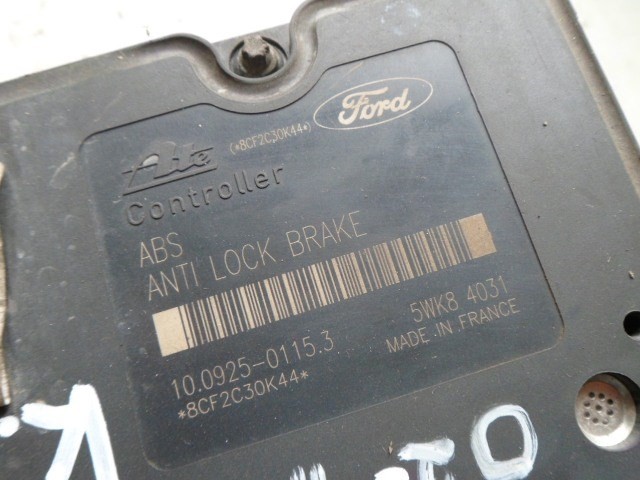 (*8CF2C30K44*) Ford
Ate
Controller
ABS
ANTI LOCK BRAKE
10.0925-0115.3 5WK8 4031
*8CF2C30K44* MADE IN FRANCE